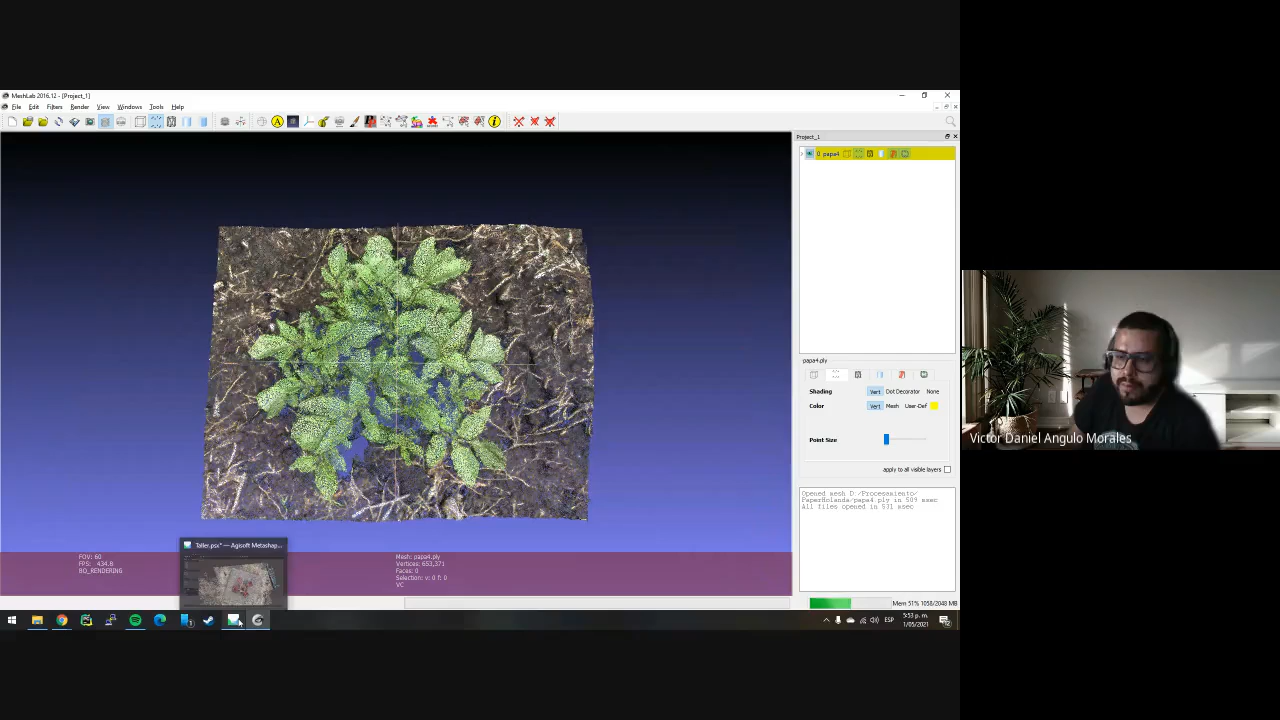 MeshLab 2016.12 - [Project_1]
File Edit Filters Render View Windows Tools Help
Project_1
0 papa4
papa4.ply
Shading Vert Dot Decorator None
Color Vert Mesh User-Def
Point Size
apply to all visible layers
Opened mesh D:/Procesamiento/
PaperHolanda/papa4 ply in 509 msec
All files opened in 531 msec
Victor Daniel Angulo Morales
Taller.psx* — Agisoft Metashap...
FOV: 60
FPS: 434.8
BO_RENDERING
Mesh: papa4.ply
Vertices: 653,371
Faces: 0
Selection: v: 0 f: 0
VC
Mem 51% 1058/2048 MB
ESP
5:53 p. m.
1/05/2021